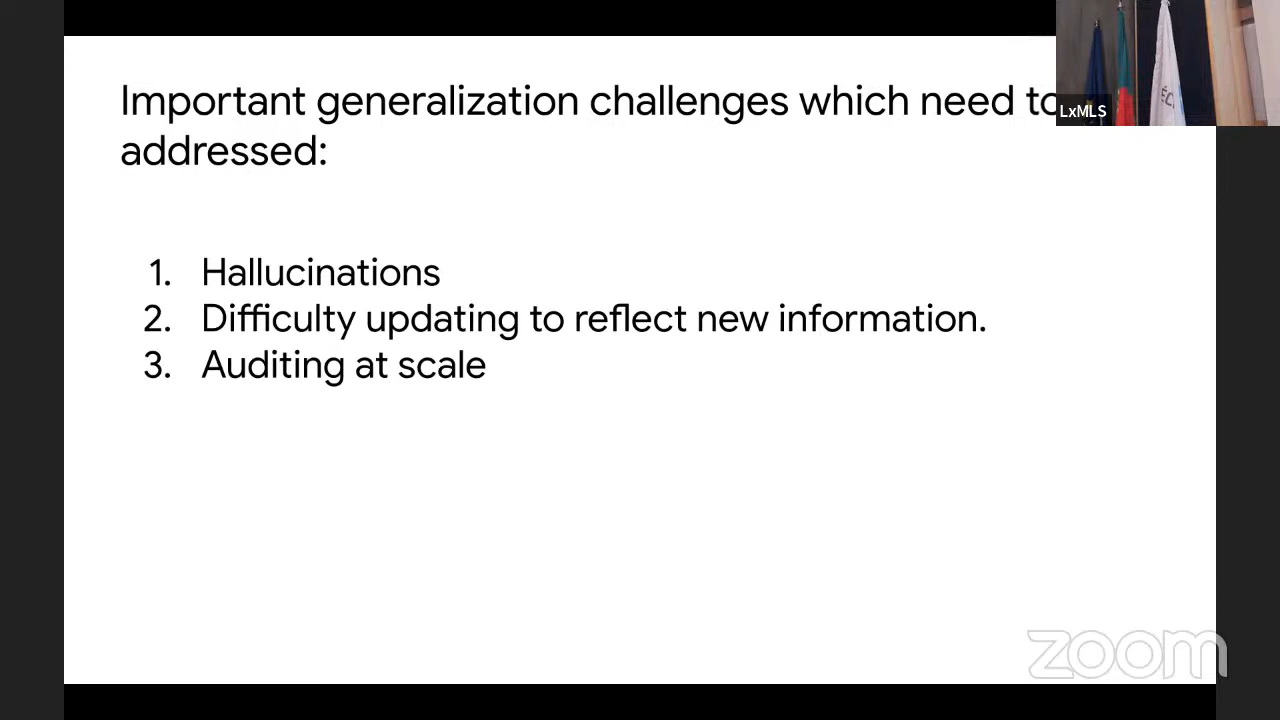 Important generalization challenges which need to
addressed:
LxMLS
1. Hallucinations
2. Difficulty updating to reflect new information.
3. Auditing at scale
zoom